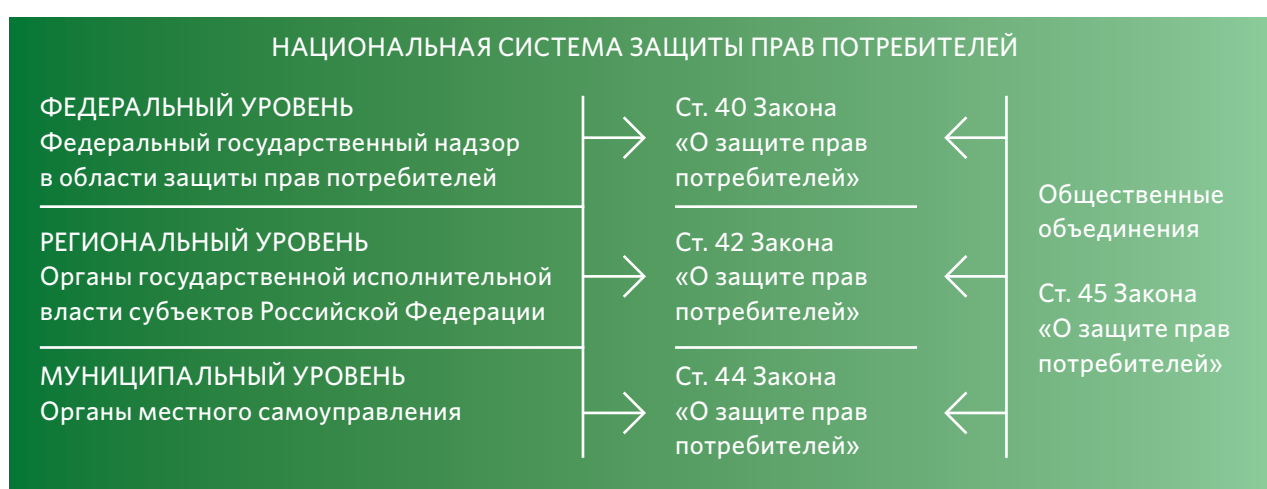 НАЦИОНАЛЬНАЯ СИСТЕМА ЗАЩИТЫ ПРАВ ПОТРЕБИТЕЛЕЙ
ФЕДЕРАЛЬНЫЙ УРОВЕНЬ
Федеральный государственный надзор
в области защиты прав потребителей
Ст. 40 Закона
«О защите прав
потребителей»
РЕГИОНАЛЬНЫЙ УРОВЕНЬ
Органы государственной исполнительной
власти субъектов Российской Федерации
Ст. 42 Закона
«О защите прав
потребителей»
МУНИЦИПАЛЬНЫЙ УРОВЕНЬ
Органы местного самоуправления
Ст. 44 Закона
«О защите прав
потребителей»
Общественные
объединения
Ст. 45 Закона
«О защите прав
потребителей»